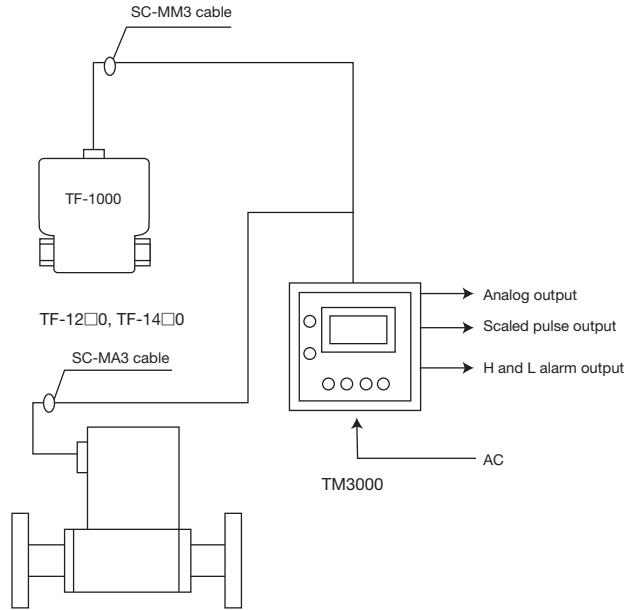 SC-MM3 cable
TF-1000
TF-12□0, TF-14□0
SC-MA3 cable
Analog output
Scaled pulse output
H and L alarm output
AC
TM3000